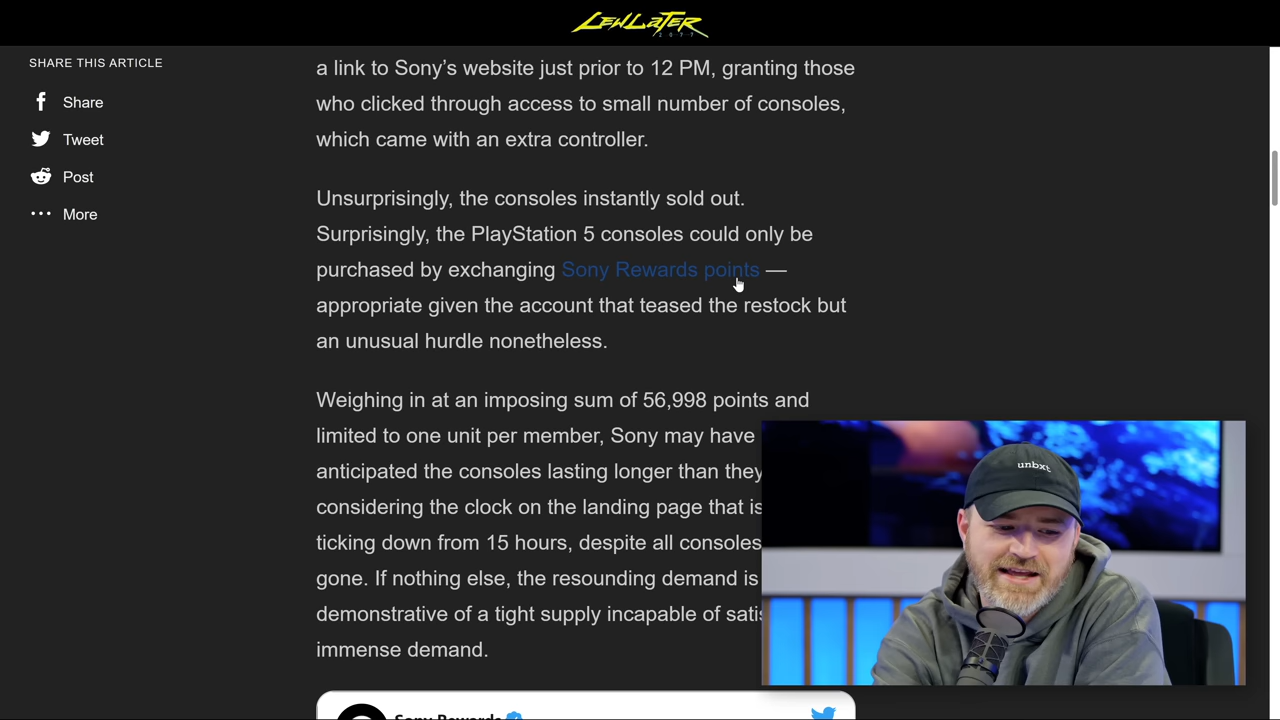 LEWLATER
2077
SHARE THIS ARTICLE
Share
Tweet
Post
More
a link to Sony’s website just prior to 12 PM, granting those
who clicked through access to small number of consoles,
which came with an extra controller.
Unsurprisingly, the consoles instantly sold out.
Surprisingly, the PlayStation 5 consoles could only be
purchased by exchanging Sony Rewards points —
appropriate given the account that teased the restock but
an unusual hurdle nonetheless.
Weighing in at an imposing sum of 56,998 points and
limited to one unit per member, Sony may have
anticipated the consoles lasting longer than they
considering the clock on the landing page that is
ticking down from 15 hours, despite all consoles
gone. If nothing else, the resounding demand is
demonstrative of a tight supply incapable of
immense demand.
unbxt
Sony Rewards